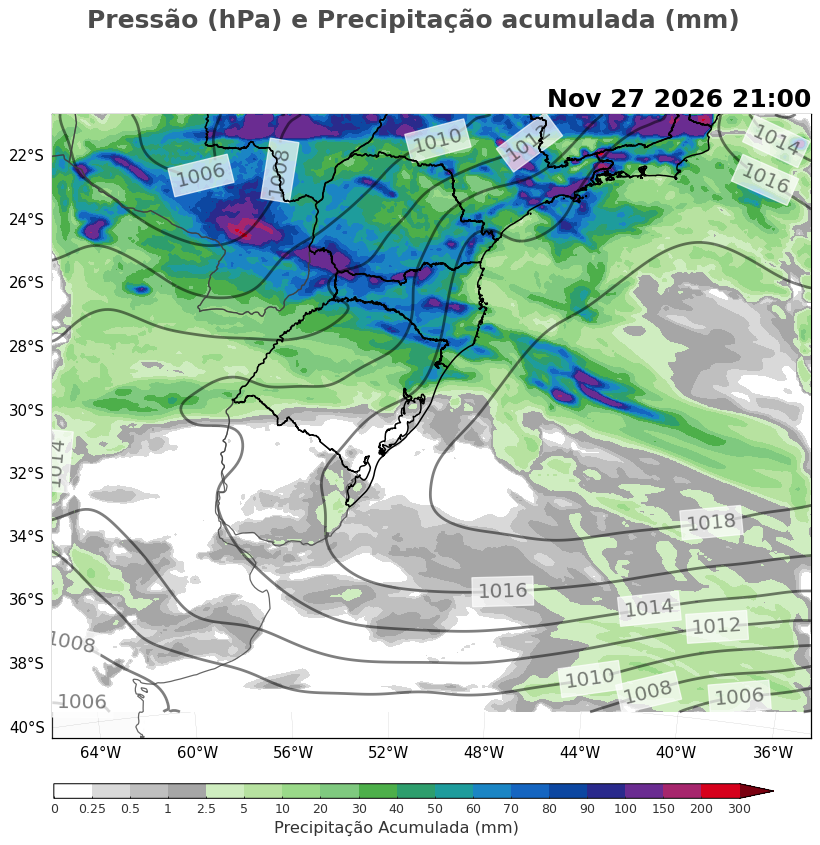 Pressão (hPa) e Precipitação acumulada (mm)
Nov 27 2026 21:00
1010
1014
1006
1008
1016
22°S
24°S
26°S
28°S
30°S
1014
32°S
34°S
1018
36°S
1016
1014
1012
1008
38°S
1010
1008
1006
1006
40°S
64°W 60°W 56°W 52°W 48°W 44°W 40°W 36°W
0 0.25 0.5 1 2.5 5 10 20 30 40 50 60 70 80 90 100 150 200 300
Precipitação Acumulada (mm)